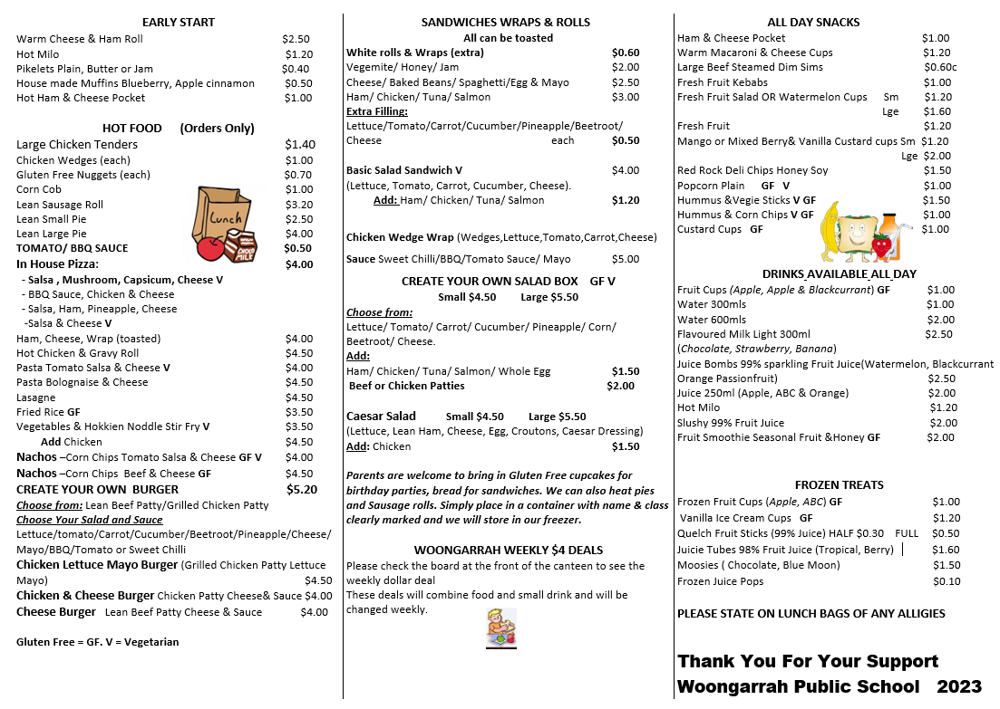 EARLY START
Warm Cheese & Ham Roll $2.50
Hot Milo $1.20
Pikelets Plain, Butter or Jam $0.40
House made Muffins Blueberry, Apple cinnamon $0.50
Hot Ham & Cheese Pocket $1.00
HOT FOOD (Orders Only)
Large Chicken Tenders $1.40
Chicken Wedges (each) $1.00
Gluten Free Nuggets (each) $0.70
Corn Cob $1.00
Lean Sausage Roll $3.20
Lean Small Pie $2.50
Lean Large Pie $4.00
TOMATO/ BBQ SAUCE $0.50
In House Pizza: $4.00
- Salsa , Mushroom, Capsicum, Cheese V
- BBQ Sauce, Chicken & Cheese
- Salsa, Ham, Pineapple, Cheese
-Salsa & Cheese V
Ham, Cheese, Wrap (toasted) $4.00
Hot Chicken & Gravy Roll $4.50
Pasta Tomato Salsa & Cheese V $4.00
Pasta Bolognaise & Cheese $4.50
Lasagne $4.50
Fried Rice GF $3.50
Vegetables & Hokkien Noddle Stir Fry V $3.50
Add Chicken $4.50
Nachos –Corn Chips Tomato Salsa & Cheese GF V $4.00
Nachos –Corn Chips Beef & Cheese GF $4.50
CREATE YOUR OWN BURGER $5.20
Choose from: Lean Beef Patty/Grilled Chicken Patty
Choose Your Salad and Sauce
Lettuce/tomato/Carrot/Cucumber/Beetroot/Pineapple/Cheese/
Mayo/BBQ/Tomato or Sweet Chilli
Chicken Lettuce Mayo Burger (Grilled Chicken Patty Lettuce
Mayo) $4.50
Chicken & Cheese Burger Chicken Patty Cheese& Sauce $4.00
Cheese Burger Lean Beef Patty Cheese & Sauce $4.00
Gluten Free = GF. V = Vegetarian
Lunch
CHOC MILK
SANDWICHES WRAPS & ROLLS
All can be toasted
White rolls & Wraps (extra) $0.60
Vegemite/ Honey/ Jam $2.00
Cheese/ Baked Beans/ Spaghetti/Egg & Mayo $2.50
Ham/ Chicken/ Tuna/ Salmon $3.00
Extra Filling:
Lettuce/Tomato/Carrot/Cucumber/Pineapple/Beetroot/
Cheese each $0.50
Basic Salad Sandwich V $4.00
(Lettuce, Tomato, Carrot, Cucumber, Cheese).
Add: Ham/ Chicken/ Tuna/ Salmon $1.20
Chicken Wedge Wrap (Wedges,Lettuce,Tomato,Carrot,Cheese)
Sauce Sweet Chilli/BBQ/Tomato Sauce/ Mayo $5.00
CREATE YOUR OWN SALAD BOX GF V
Small $4.50 Large $5.50
Choose from:
Lettuce/ Tomato/ Carrot/ Cucumber/ Pineapple/ Corn/
Beetroot/ Cheese.
Add:
Ham/ Chicken/ Tuna/ Salmon/ Whole Egg $1.50
Beef or Chicken Patties $2.00
Caesar Salad Small $4.50 Large $5.50
(Lettuce, Lean Ham, Cheese, Egg, Croutons, Caesar Dressing)
Add: Chicken $1.50
Parents are welcome to bring in Gluten Free cupcakes for
birthday parties, bread for sandwiches. We can also heat pies
and Sausage rolls. Simply place in a container with name & class
clearly marked and we will store in our freezer.
WOONGARRAH WEEKLY $4 DEALS
Please check the board at the front of the canteen to see the
weekly dollar deal
These deals will combine food and small drink and will be
changed weekly.
ALL DAY SNACKS
Ham & Cheese Pocket $1.00
Warm Macaroni & Cheese Cups $1.20
Large Beef Steamed Dim Sims $0.60c
Fresh Fruit Kebabs $1.00
Fresh Fruit Salad OR Watermelon Cups Sm $1.20
Lge $1.60
Fresh Fruit $1.20
Mango or Mixed Berry& Vanilla Custard cups Sm $1.20
Lge $2.00
Red Rock Deli Chips Honey Soy $1.50
Popcorn Plain GF V $1.00
Hummus &Vegie Sticks V GF $1.50
Hummus & Corn Chips V GF $1.00
Custard Cups GF $1.00
DRINKS AVAILABLE ALL DAY
Fruit Cups (Apple, Apple & Blackcurrant) GF $1.00
Water 300mls $1.00
Water 600mls $2.00
Flavoured Milk Light 300ml $2.50
(Chocolate, Strawberry, Banana)
Juice Bombs 99% sparkling Fruit Juice(Watermelon, Blackcurrant
Orange Passionfruit) $2.50
Juice 250ml (Apple, ABC & Orange) $2.00
Hot Milo $1.20
Slushy 99% Fruit Juice $2.00
Fruit Smoothie Seasonal Fruit &Honey GF $2.00
FROZEN TREATS
Frozen Fruit Cups (Apple, ABC) GF $1.00
Vanilla Ice Cream Cups GF $1.20
Quelch Fruit Sticks (99% Juice) HALF $0.30 FULL $0.50
Juicie Tubes 98% Fruit Juice (Tropical, Berry) $1.60
Moosies ( Chocolate, Blue Moon) $1.50
Frozen Juice Pops $0.10
PLEASE STATE ON LUNCH BAGS OF ANY ALLIGIES
Thank You For Your Support
Woongarrah Public School 2023